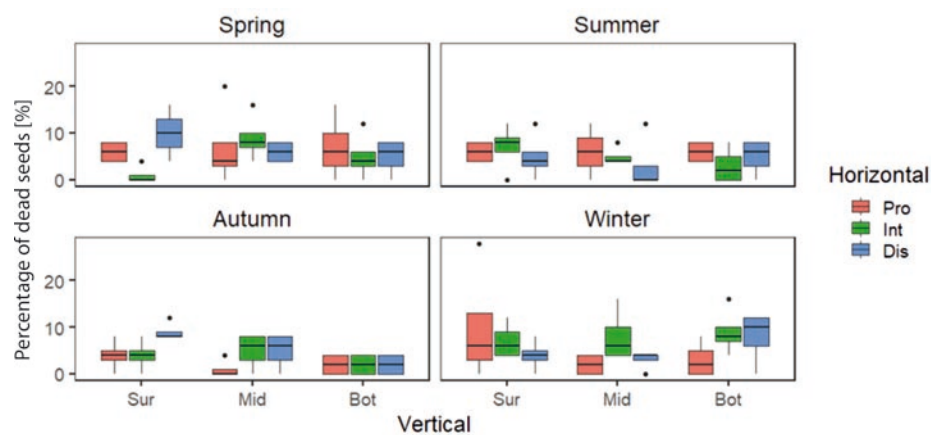 Spring
Summer
Percentage of dead seeds [%]
20
10
0
Autumn
Winter
20
10
0
Sur
Mid
Bot
Sur
Mid
Bot
Vertical
Horizontal
Pro
Int
Dis